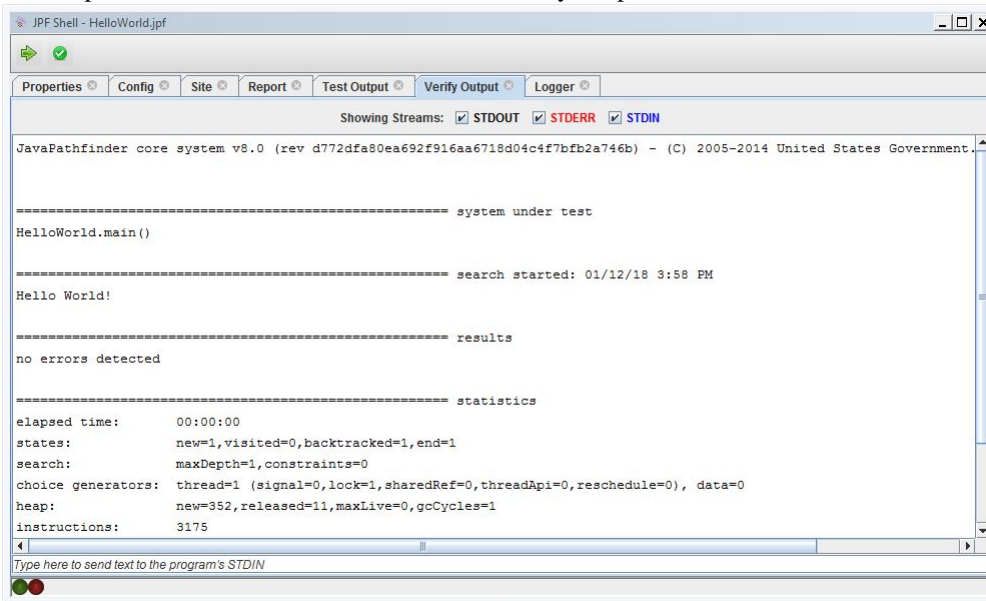 JPF Shell - HelloWorld.jpf
Properties Config Site Report Test Output Verify Output Logger
Showing Streams: STDOUT STDERR STDIN
JavaPathfinder core system v8.0 (rev d772dfa80ea692f916aa6718d04c4f7bfb2a746b) - (C) 2005-2014 United States Government.
====================================================== system under test
HelloWorld.main()
====================================================== search started: 01/12/18 3:58 PM
Hello World!
====================================================== results
no errors detected
====================================================== statistics
elapsed time: 00:00:00
states: new=1,visited=0,backtracked=1,end=1
search: maxDepth=1,constraints=0
choice generators: thread=1 (signal=0,lock=1,sharedRef=0,threadApi=0,reschedule=0), data=0
heap: new=352,released=11,maxLive=0,gcCycles=1
instructions: 3175
Type here to send text to the program's STDIN